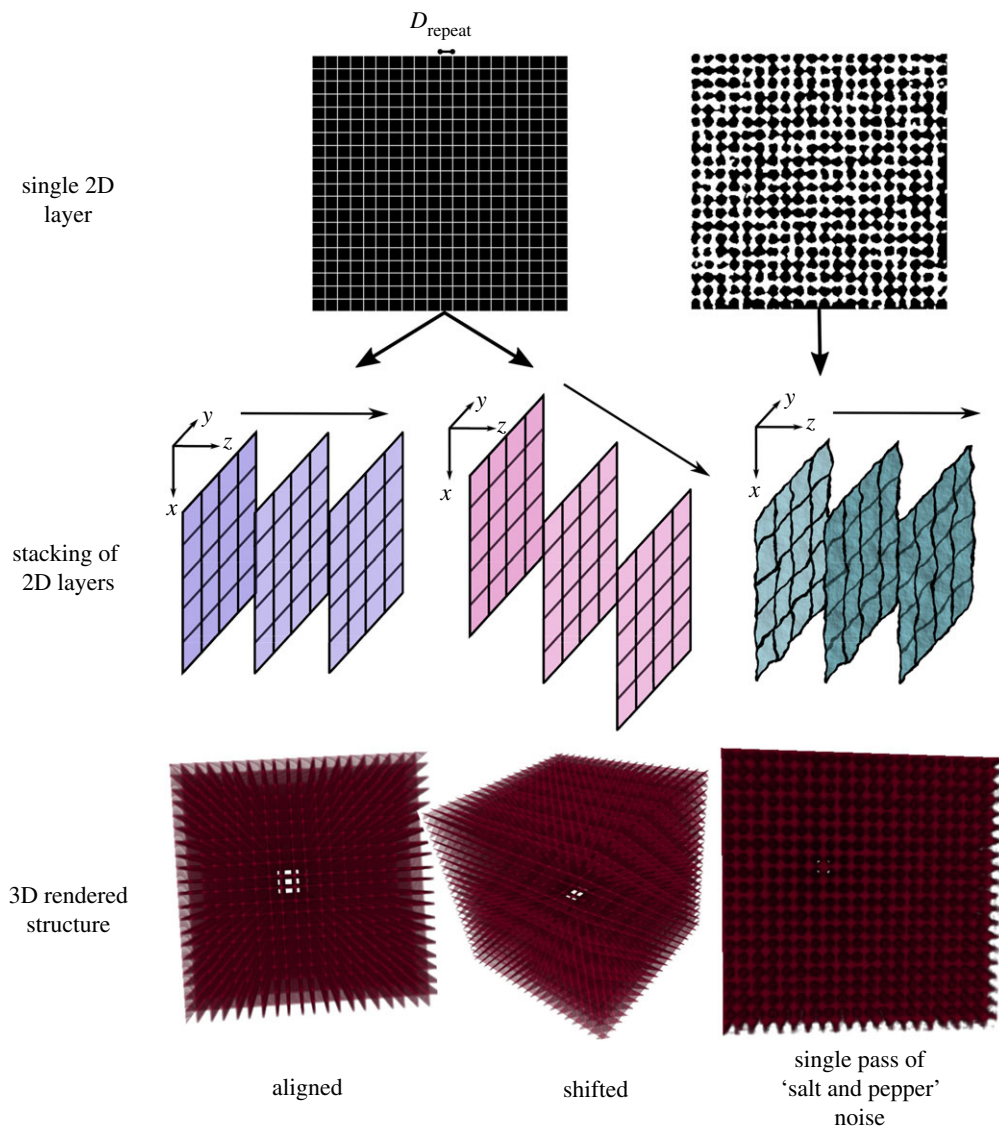 D repeat
single 2D
layer
y
z
x
y
z
x
y
z
x
stacking of
2D layers
3D rendered
structure
aligned
shifted
single pass of
‘salt and pepper’
noise